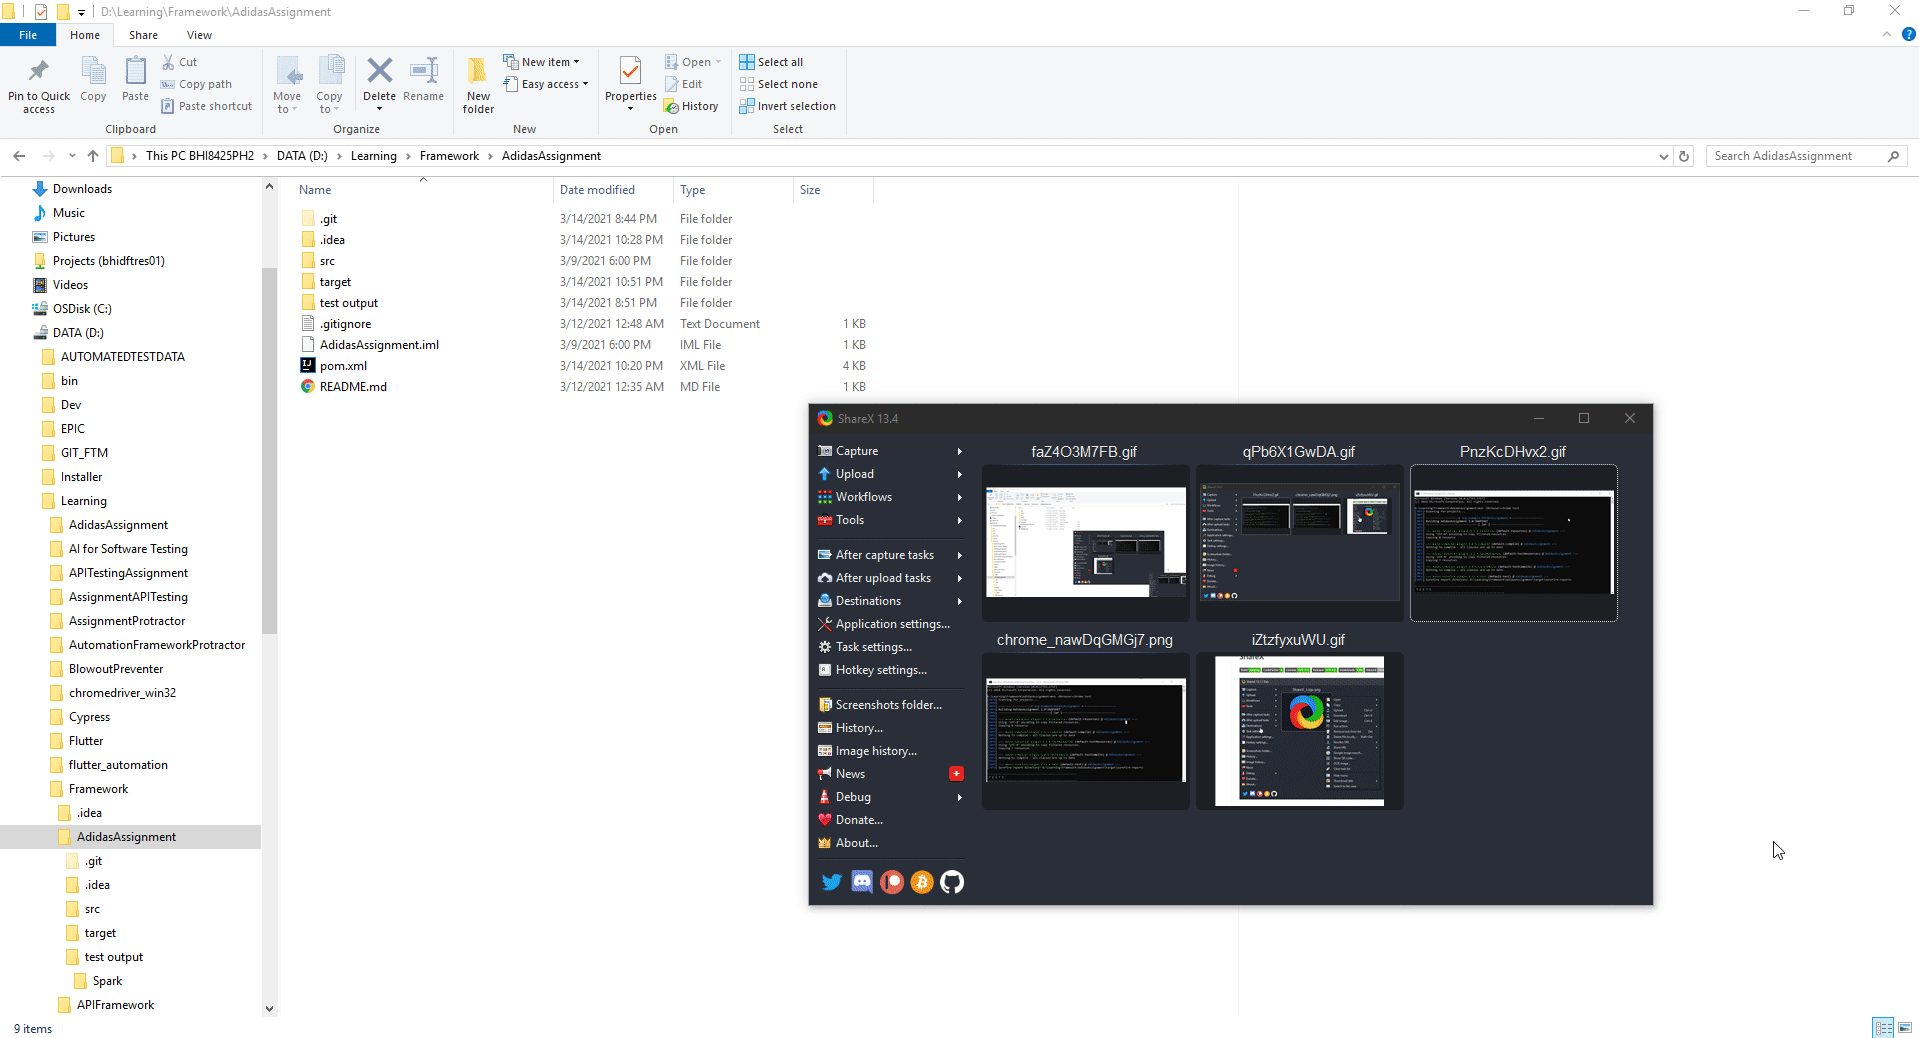 D:\Learning\Framework\AdidasAssignment
File Home Share View
Pin to Quick access
Copy
Paste
Cut
Copy path
Paste shortcut
Clipboard
Move to
Copy to
Delete
Rename
Organize
New folder
New item
Easy access
New
Properties
Open
Edit
History
Open
Select all
Select none
Invert selection
Select
This PC BHI8425PH2 > DATA (D:) > Learning > Framework > AdidasAssignment
Search AdidasAssignment
Downloads
Music
Pictures
Projects (bhidftres01)
Videos
OSDisk (C:)
DATA (D:)
AUTOMATEDTESTDATA
bin
Dev
EPIC
GIT_FTM
Installer
Learning
AdidasAssignment
AI for Software Testing
APITestingAssignment
AssignmentAPITesting
AssignmentProtractor
AutomationFrameworkProtractor
BlowoutPreventer
chromedriver_win32
Cypress
Flutter
flutter_automation
Framework
.idea
AdidasAssignment
.git
.idea
src
target
test output
Spark
APIFramework
Name Date modified Type Size
.git 3/14/2021 8:44 PM File folder
.idea 3/14/2021 10:28 PM File folder
src 3/9/2021 6:00 PM File folder
target 3/14/2021 10:51 PM File folder
test output 3/14/2021 8:51 PM File folder
.gitignore 3/12/2021 12:48 AM Text Document 1 KB
AdidasAssignment.iml 3/9/2021 6:00 PM IML File 1 KB
pom.xml 3/14/2021 10:20 PM XML File 4 KB
README.md 3/12/2021 12:35 AM MD File 1 KB
ShareX 13.4
Capture
Upload
Workflows
Tools
After capture tasks
After upload tasks
Destinations
Application settings...
Task settings...
Hotkey settings...
Screenshots folder...
History...
Image history...
News
Debug
Donate...
About...
faZ4O3M7FB.gif
qPb6X1GwDA.gif
PnzKcDHvx2.gif
chrome_nawDqGMGj7.png
iZtzfyxuWU.gif
9 items